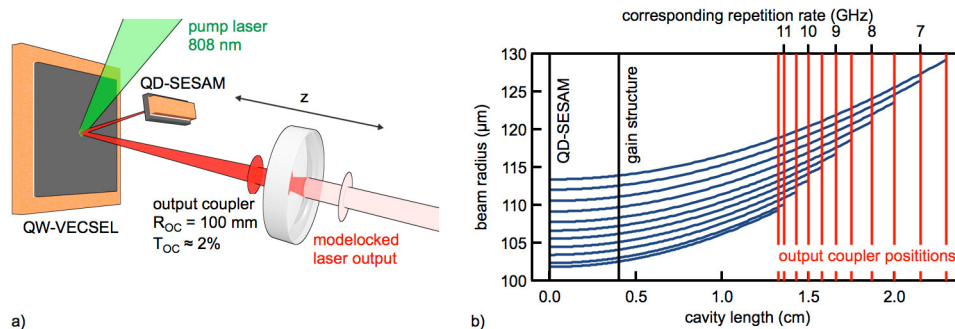 pump laser
808 nm
QD-SESAM
z
QW-VECSEL
output coupler
R_OC = 100 mm
T_OC ≈ 2%
modelocked
laser output
a)
corresponding repetition rate (GHz)
11 10 9 8 7
130
125
120
115
110
105
100
beam radius (μm)
QD-SESAM
gain structure
output coupler posititions
0.0 0.5 1.0 1.5 2.0
cavity length (cm)
b)